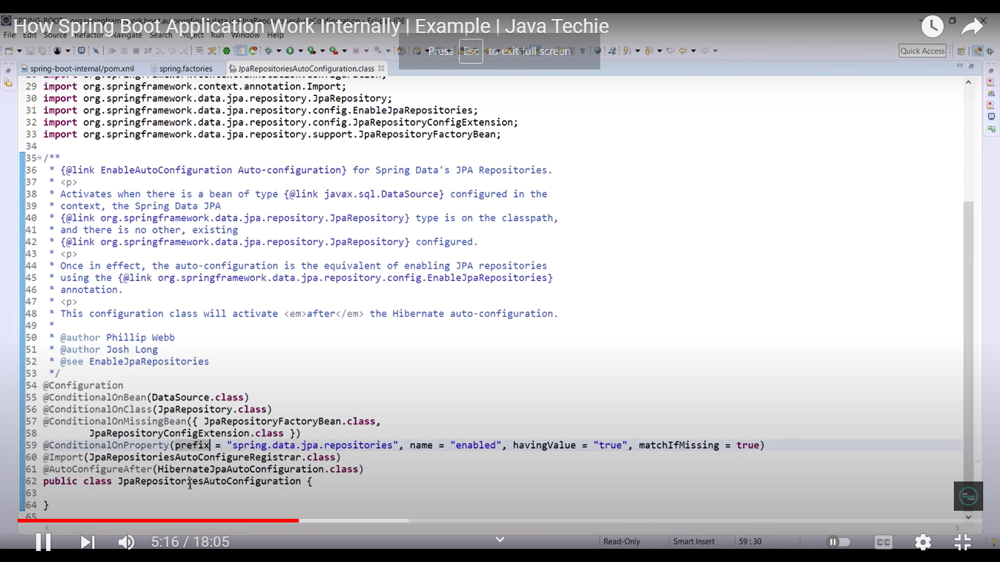 How Spring Boot Application Work Internally | Example | Java Techie
File Edit Source Refactor Navigate Search Project Run Window Help
Press Esc to exit full screen
Quick Access
spring-boot-internal/pom.xml spring.factories JpaRepositoriesAutoConfiguration.class
28 import org.springframework.context.annotation.Configuration;
29 import org.springframework.context.annotation.Import;
30 import org.springframework.data.jpa.repository.JpaRepository;
31 import org.springframework.data.jpa.repository.config.EnableJpaRepositories;
32 import org.springframework.data.jpa.repository.config.JpaRepositoryConfigExtension;
33 import org.springframework.data.jpa.repository.support.JpaRepositoryFactoryBean;
34
35 /**
36 * {@link EnableAutoConfiguration Auto-configuration} for Spring Data's JPA Repositories.
37 * <p>
38 * Activates when there is a bean of type {@link javax.sql.DataSource} configured in the
39 * context, the Spring Data JPA
40 * {@link org.springframework.data.jpa.repository.JpaRepository} type is on the classpath,
41 * and there is no other, existing
42 * {@link org.springframework.data.jpa.repository.JpaRepository} configured.
43 * <p>
44 * Once in effect, the auto-configuration is the equivalent of enabling JPA repositories
45 * using the {@link org.springframework.data.jpa.repository.config.EnableJpaRepositories}
46 * annotation.
47 * <p>
48 * This configuration class will activate <em>after</em> the Hibernate auto-configuration.
49 *
50 * @author Phillip Webb
51 * @author Josh Long
52 * @see EnableJpaRepositories
53 */
54 @Configuration
55 @ConditionalOnBean(DataSource.class)
56 @ConditionalOnClass(JpaRepository.class)
57 @ConditionalOnMissingBean({ JpaRepositoryFactoryBean.class,
58 JpaRepositoryConfigExtension.class })
59 @ConditionalOnProperty(prefix = "spring.data.jpa.repositories", name = "enabled", havingValue = "true", matchIfMissing = true)
60 @Import(JpaRepositoriesAutoConfigureRegistrar.class)
61 @AutoConfigureAfter(HibernateJpaAutoConfiguration.class)
62 public class JpaRepositoriesAutoConfiguration {
63
64 }
65
5:16 / 18:05
Read-Only Smart Insert 59 : 30
CC